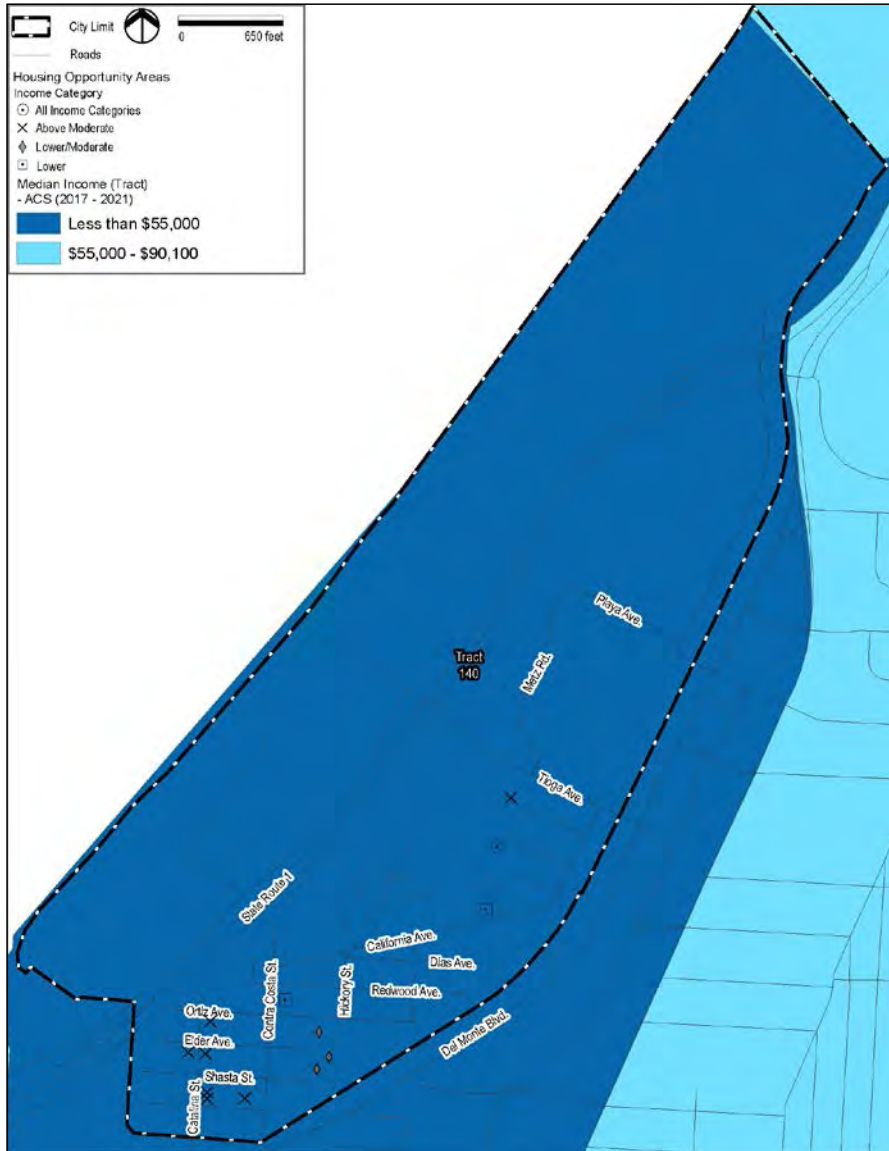 City Limit
0 650 feet
Roads
Housing Opportunity Areas
Income Category
All Income Categories
Above Moderate
Lower/Moderate
Lower
Median Income (Tract)
- ACS (2017 - 2021)
Less than $55,000
$55,000 - $90,100
Playa Ave.
Tract
140
Metz Rd.
Tioga Ave.
State Route 1
California Ave.
Dias Ave.
Contra Costa St.
Hickory St.
Redwood Ave.
Ortiz Ave.
Del Monte Blvd.
Elder Ave.
Shasta St.
Catalina St.